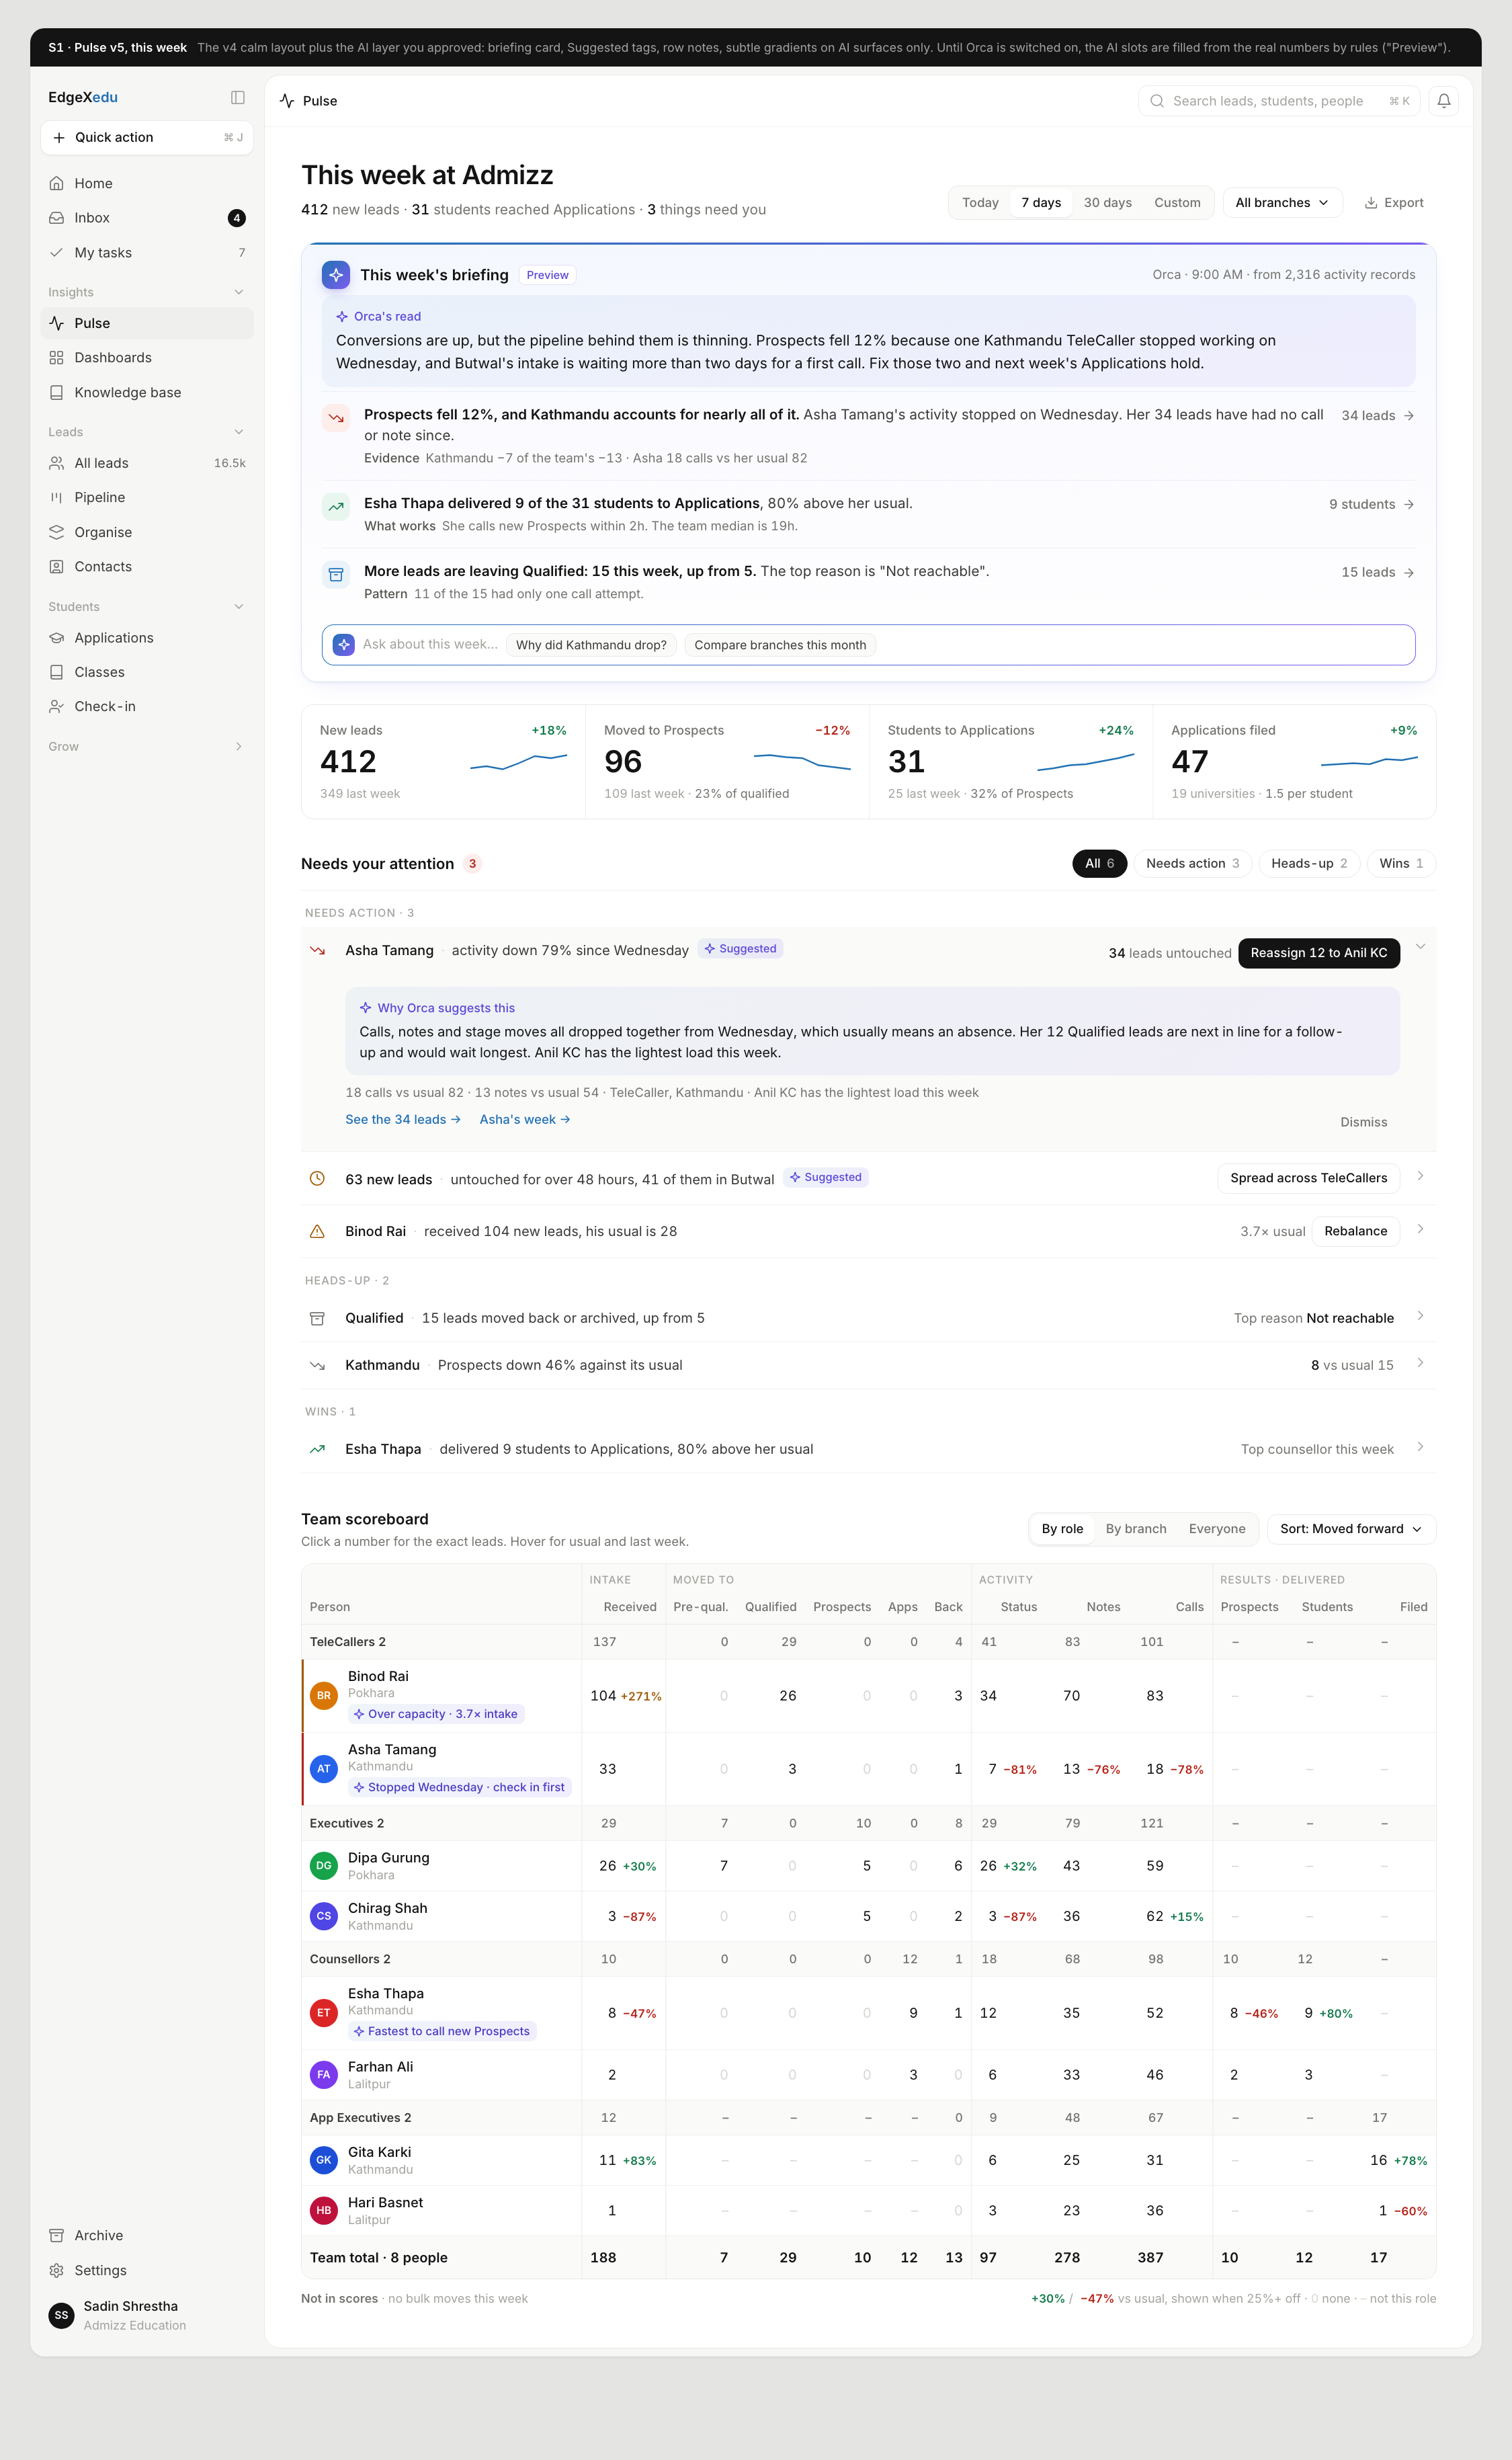 S1 · Pulse v5, this week The v4 calm layout plus the AI layer you approved: briefing card, Suggested tags, row notes, subtle gradients on AI surfaces only. Until Orca is switched on, the AI slots are filled from the real numbers by rules ("Preview").
EdgeXedu
Quick action ⌘ J
Home
Inbox 4
My tasks 7
Insights
Pulse
Dashboards
Knowledge base
Leads
All leads 16.5k
Pipeline
Organise
Contacts
Students
Applications
Classes
Check-in
Grow
Archive
Settings
SS Sadin Shrestha
Admizz Education
Pulse
Search leads, students, people ⌘ K
This week at Admizz
412 new leads · 31 students reached Applications · 3 things need you
Today 7 days 30 days Custom All branches Export
This week's briefing Preview Orca · 9:00 AM · from 2,316 activity records
Orca's read
Conversions are up, but the pipeline behind them is thinning. Prospects fell 12% because one Kathmandu TeleCaller stopped working on
Wednesday, and Butwal's intake is waiting more than two days for a first call. Fix those two and next week's Applications hold.
Prospects fell 12%, and Kathmandu accounts for nearly all of it. Asha Tamang's activity stopped on Wednesday. Her 34 leads have had no call 34 leads →
or note since.
Evidence Kathmandu −7 of the team's −13 · Asha 18 calls vs her usual 82
Esha Thapa delivered 9 of the 31 students to Applications, 80% above her usual. 9 students →
What works She calls new Prospects within 2h. The team median is 19h.
More leads are leaving Qualified: 15 this week, up from 5. The top reason is "Not reachable". 15 leads →
Pattern 11 of the 15 had only one call attempt.
Ask about this week... Why did Kathmandu drop? Compare branches this month
New leads +18%
412
349 last week
Moved to Prospects −12%
96
109 last week · 23% of qualified
Students to Applications +24%
31
25 last week · 32% of Prospects
Applications filed +9%
47
19 universities · 1.5 per student
Needs your attention 3 All 6 Needs action 3 Heads-up 2 Wins 1
NEEDS ACTION · 3
Asha Tamang · activity down 79% since Wednesday Suggested 34 leads untouched Reassign 12 to Anil KC
Why Orca suggests this
Calls, notes and stage moves all dropped together from Wednesday, which usually means an absence. Her 12 Qualified leads are next in line for a follow-
up and would wait longest. Anil KC has the lightest load this week.
18 calls vs usual 82 · 13 notes vs usual 54 · TeleCaller, Kathmandu · Anil KC has the lightest load this week
See the 34 leads → Asha's week → Dismiss
63 new leads · untouched for over 48 hours, 41 of them in Butwal Suggested Spread across TeleCallers
Binod Rai · received 104 new leads, his usual is 28 3.7× usual Rebalance
HEADS-UP · 2
Qualified · 15 leads moved back or archived, up from 5 Top reason Not reachable
Kathmandu · Prospects down 46% against its usual 8 vs usual 15
WINS · 1
Esha Thapa · delivered 9 students to Applications, 80% above her usual Top counsellor this week
Team scoreboard
Click a number for the exact leads. Hover for usual and last week.
By role By branch Everyone Sort: Moved forward
INTAKE MOVED TO ACTIVITY RESULTS · DELIVERED
Person Received Pre-qual. Qualified Prospects Apps Back Status Notes Calls Prospects Students Filed
TeleCallers 2 137 0 29 0 0 4 41 83 101 – – –
BR Binod Rai 104 +271% 0 26 0 0 3 34 70 83 – – –
Pokhara
Over capacity · 3.7× intake
AT Asha Tamang 33 0 3 0 0 1 7 −81% 13 −76% 18 −78% – – –
Kathmandu
Stopped Wednesday · check in first
Executives 2 29 7 0 10 0 8 29 79 121 – – –
DG Dipa Gurung 26 +30% 7 0 5 0 6 26 +32% 43 59 – – –
Pokhara
CS Chirag Shah 3 −87% 0 0 5 0 2 3 −87% 36 62 +15% – – –
Kathmandu
Counsellors 2 10 0 0 0 12 1 18 68 98 10 12 –
ET Esha Thapa 8 −47% 0 0 0 9 1 12 35 52 8 −46% 9 +80% –
Kathmandu
Fastest to call new Prospects
FA Farhan Ali 2 0 0 0 3 0 6 33 46 2 3 –
Lalitpur
App Executives 2 12 – – – – 0 9 48 67 – – 17
GK Gita Karki 11 +83% – – – – 0 6 25 31 – – 16 +78%
Kathmandu
HB Hari Basnet 1 – – – – 0 3 23 36 – – 1 −60%
Lalitpur
Team total · 8 people 188 7 29 10 12 13 97 278 387 10 12 17
Not in scores · no bulk moves this week +30% / −47% vs usual, shown when 25%+ off · 0 none · – not this role